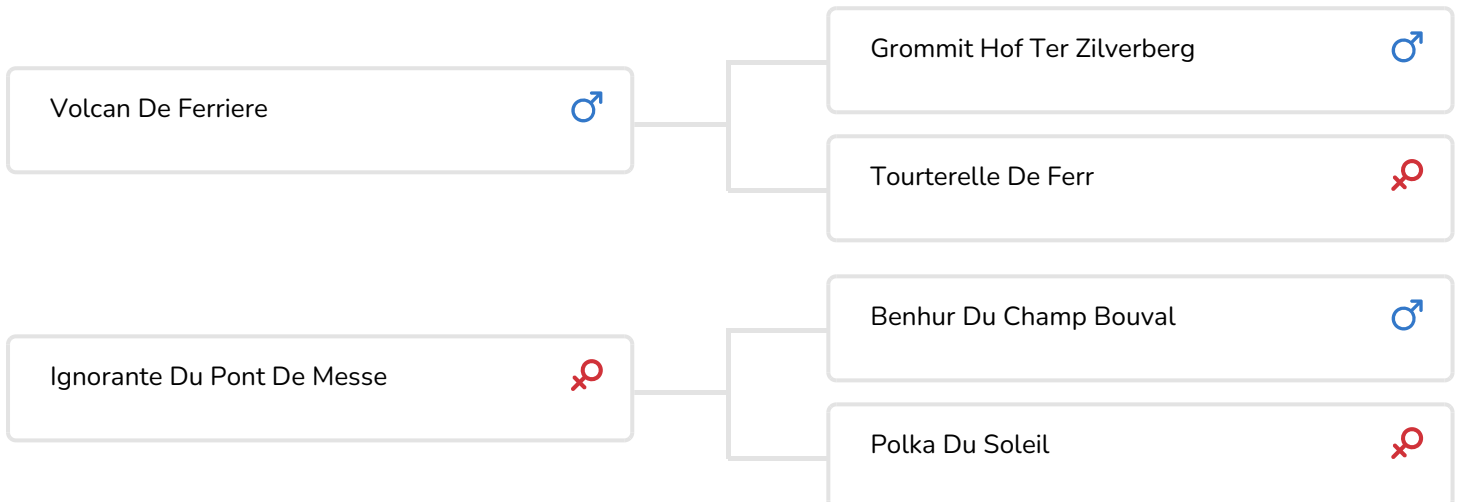 Grommit Hof Ter Zilverberg
Volcan De Ferriere
Tourterelle De Ferr
Benhur Du Champ Bouval
Ignorante Du Pont De Messe
Polka Du Soleil